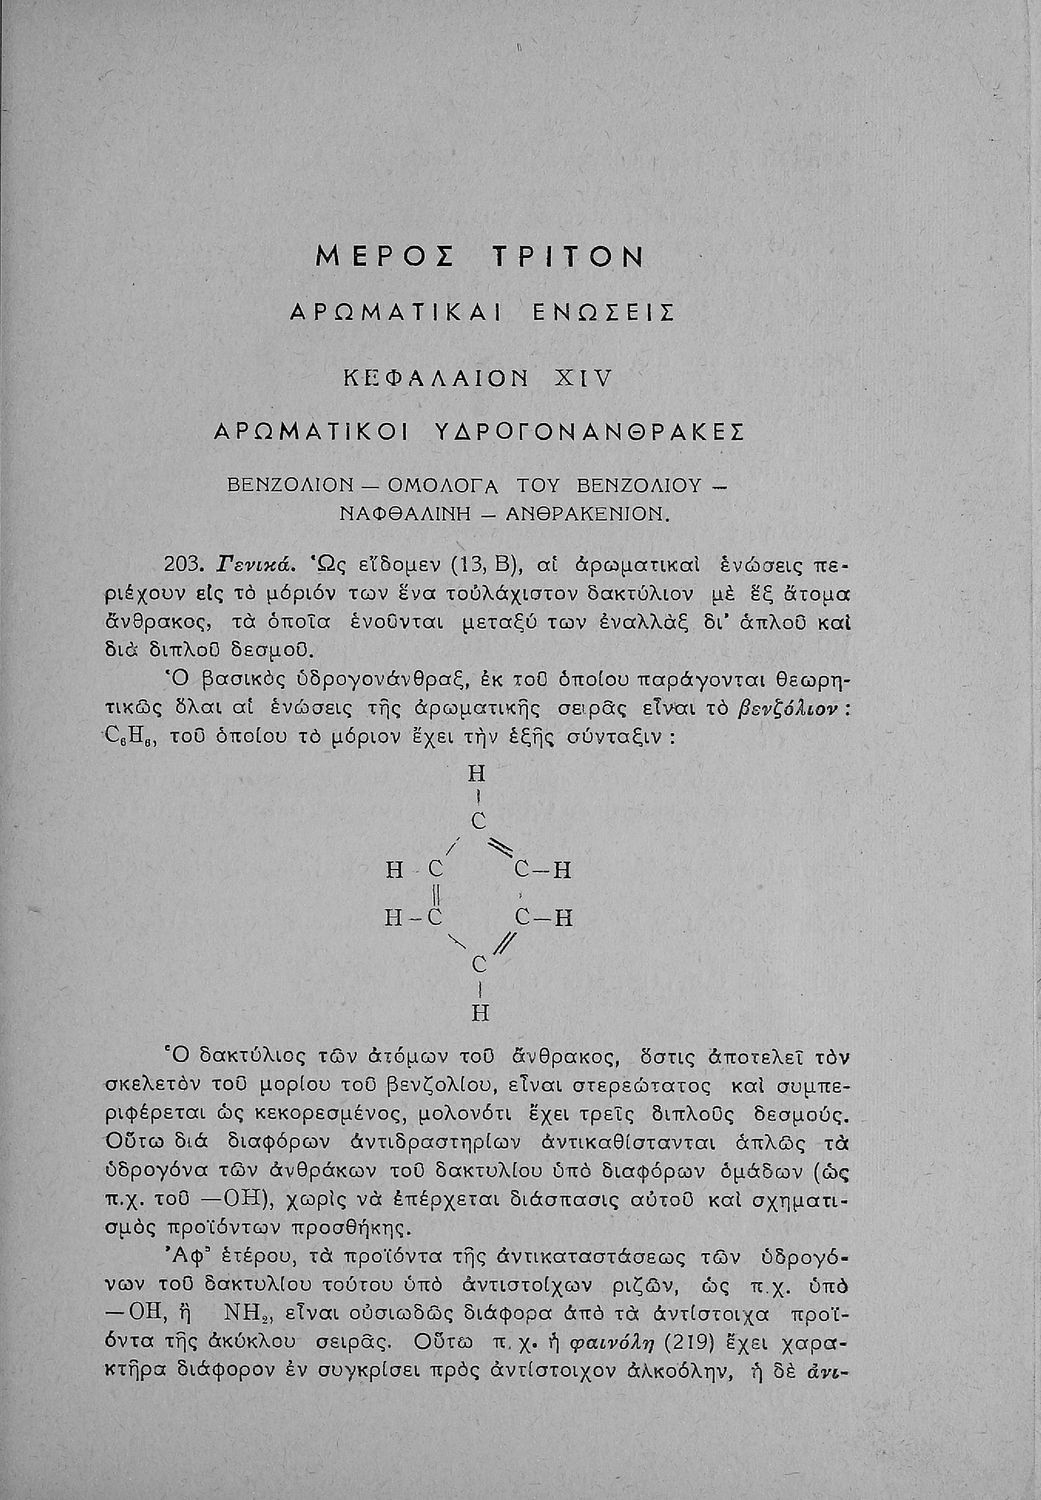 ΜΕΡΟΣ ΤΡΙΤΟΝ
ΑΡΩΜΑΤΙΚΑΙ ΕΝΩΣΕΙΣ
ΚΕΦΑΛΑΙΟΝ XIV
ΑΡΩΜΑΤΙΚΟΙ ΥΔΡΟΓΟΝΑΝΘΡΑΚΕΣ
ΒΕΝΖΟΛΙΟΝ — ΟΜΟΛΟΓΑ ΤΟΥ ΒΕΝΖΟΛΙΟΥ —
ΝΑΦΘΑΛΙΝΗ — ΑΝΘΡΑΚΕΝΙΟΝ.
203. Γενικά. Ὡς εἴδομεν (13, Β), αἱ ἀρωματικαὶ ἑνώσεις πε-
ριέχουν εἰς τὸ μόριόν των ἕνα τοὐλάχιστον δακτύλιον μὲ ἓξ ἄτομα
ἄνθρακος, τὰ ὁποῖα ἑνοῦνται μεταξύ των ἐναλλὰξ δι' ἁπλοῦ καὶ
διὰ διπλοῦ δεσμοῦ.
Ὁ βασικὸς ὑδρογονάνθραξ, ἐκ τοῦ ὁποίου παράγονται θεωρη-
τικῶς ὅλαι αἱ ἑνώσεις τῆς ἀρωματικῆς σειρᾶς εἶναι τὸ βενζόλιον :
C₆H₆, τοῦ ὁποίου τὸ μόριον ἔχει τὴν ἑξῆς σύνταξιν :
H
|
C
H - C C—H
H - C C—H
C
|
H
Ὁ δακτύλιος τῶν ἀτόμων τοῦ ἄνθρακος, ὅστις ἀποτελεῖ τὸν
σκελετὸν τοῦ μορίου τοῦ βενζολίου, εἶναι στερεώτατος καὶ συμπε-
ριφέρεται ὡς κεκορεσμένος, μολονότι ἔχει τρεῖς διπλοῦς δεσμούς.
Οὕτω διὰ διαφόρων ἀντιδραστηρίων ἀντικαθίστανται ἁπλῶς τὰ
ὑδρογόνα τῶν ἀνθράκων τοῦ δακτυλίου ὑπὸ διαφόρων ὁμάδων (ὡς
π.χ. τοῦ —OH), χωρὶς νὰ ἐπέρχεται διάσπασις αὐτοῦ καὶ σχηματι-
σμὸς προϊόντων προσθήκης.
Ἀφ' ἑτέρου, τὰ προϊόντα τῆς ἀντικαταστάσεως τῶν ὑδρογό-
νων τοῦ δακτυλίου τούτου ὑπὸ ἀντιστοίχων ριζῶν, ὡς π.χ. ὑπὸ
—OH, ἢ NH₂, εἶναι οὐσιωδῶς διάφορα ἀπὸ τὰ ἀντίστοιχα προϊ-
όντα τῆς ἀκύκλου σειρᾶς. Οὕτω π.χ. ἡ φαινόλη (219) ἔχει χαρα-
κτῆρα διάφορον ἐν συγκρίσει πρὸς ἀντίστοιχον ἀλκοόλην, ἡ δὲ ἀνι-